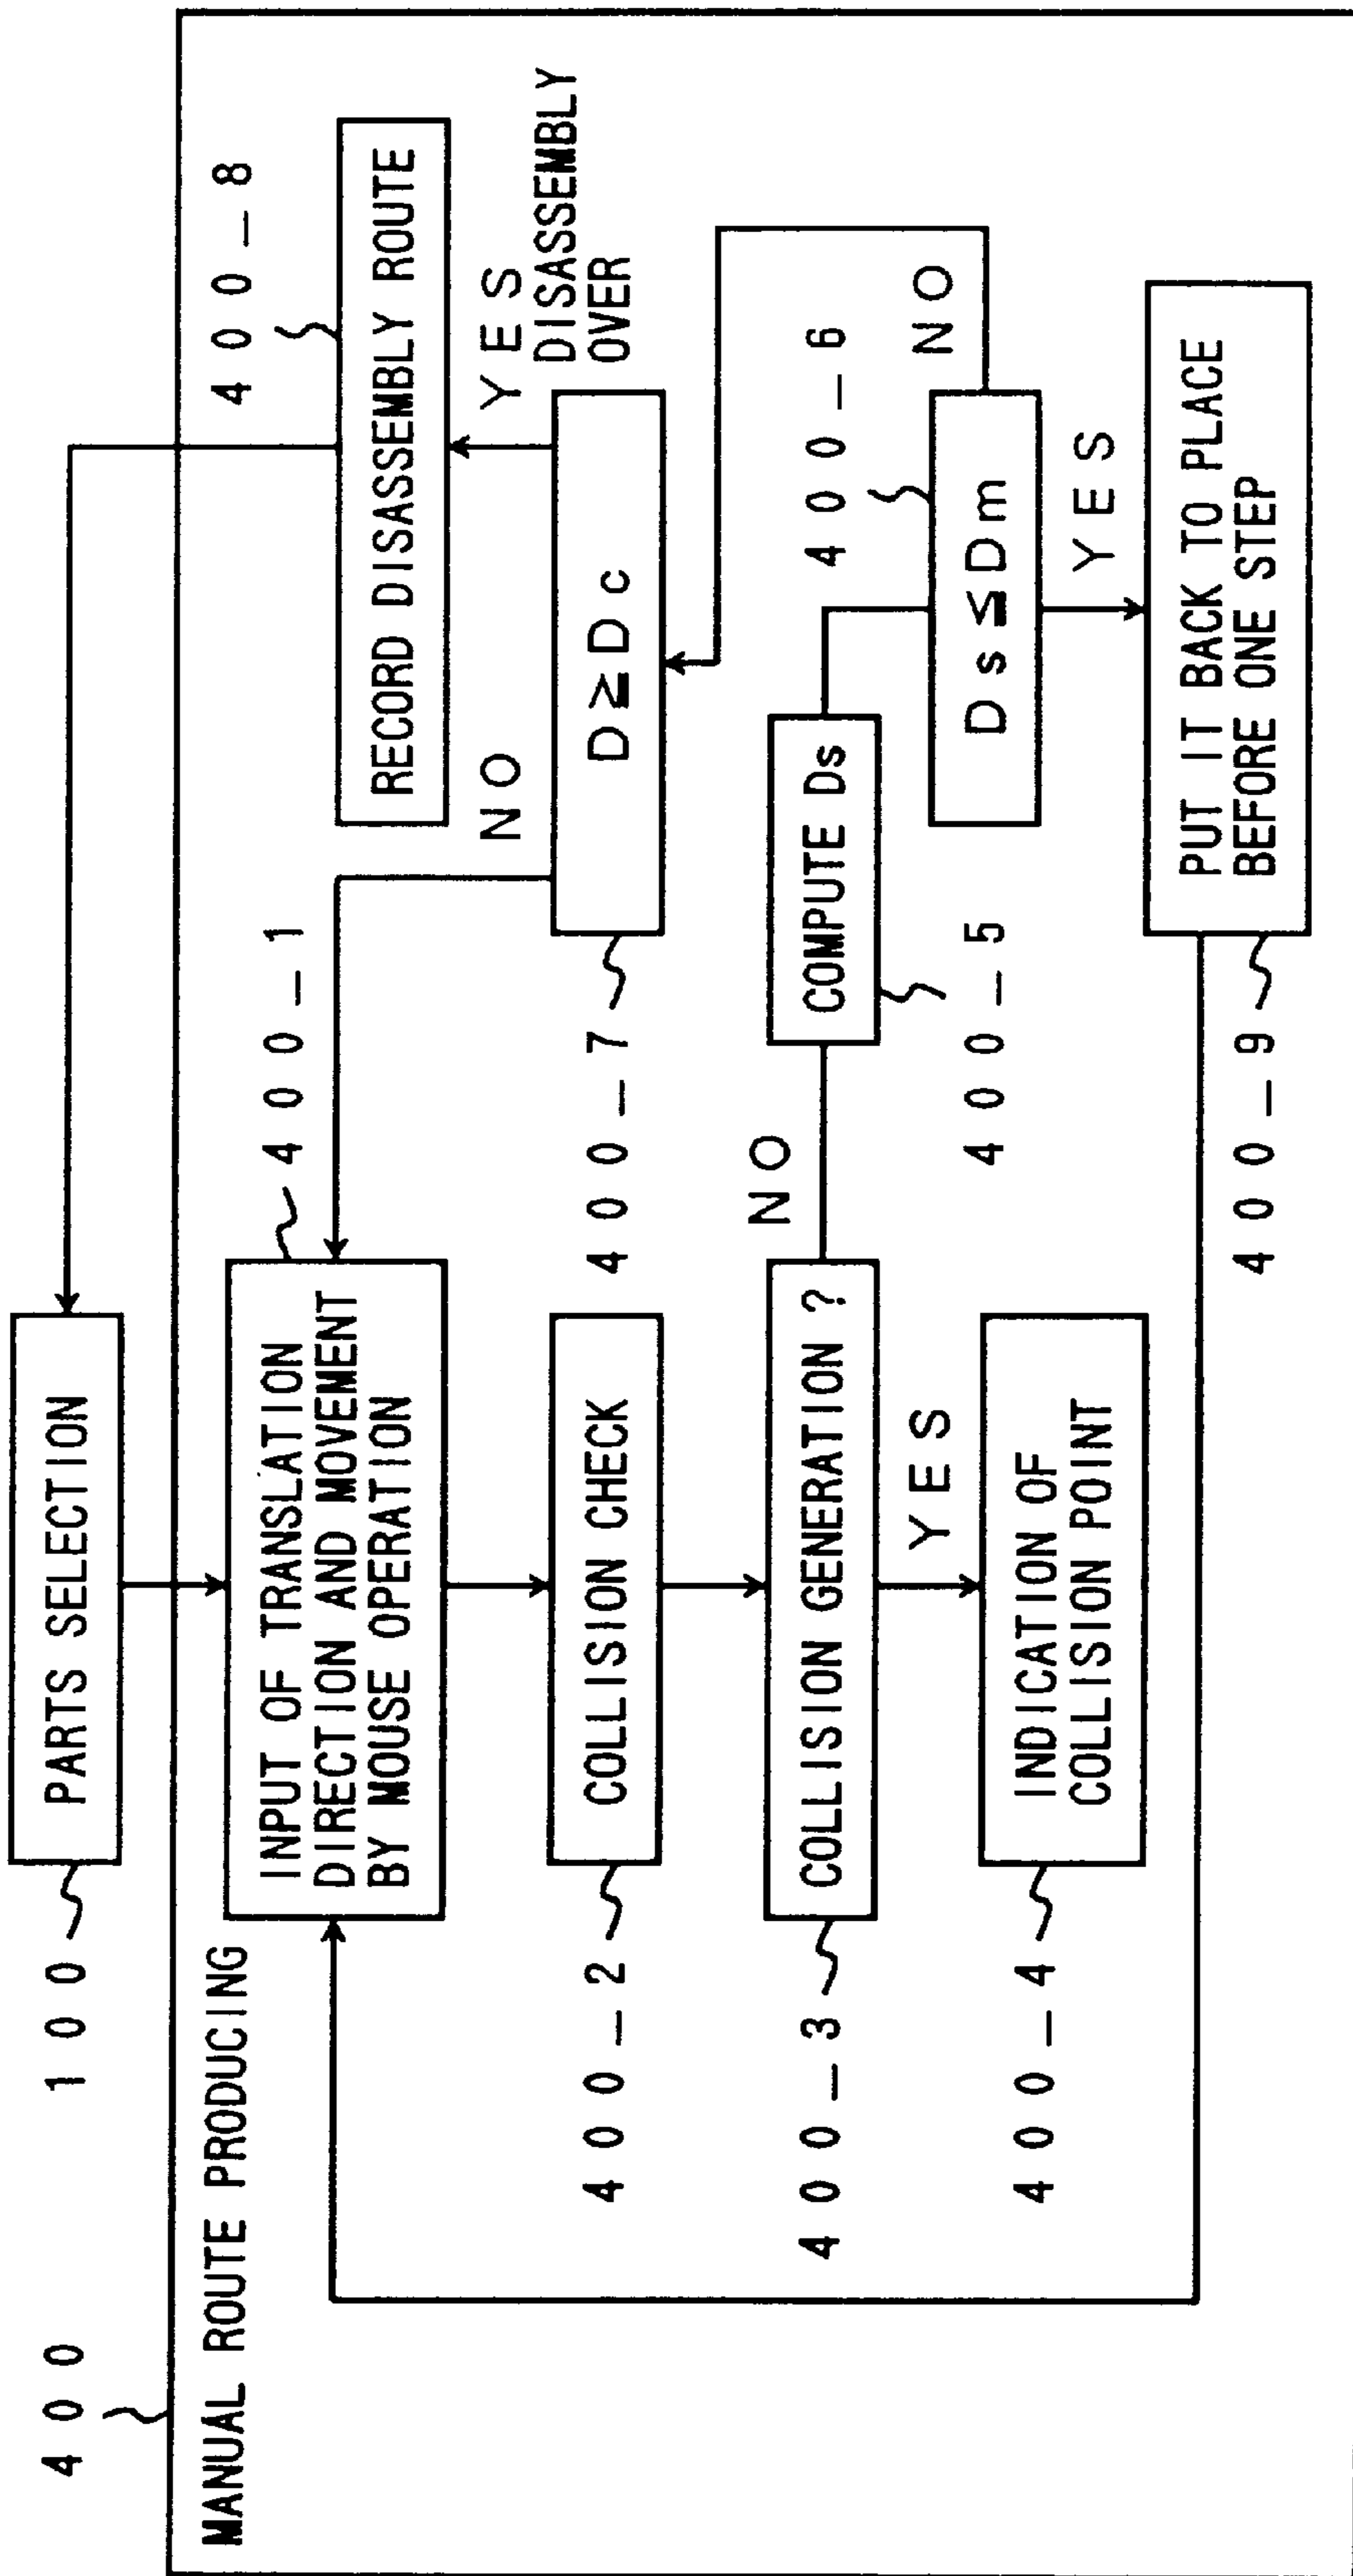 400
MANUAL ROUTE PRODUCING
100
PARTS SELECTION
400-1
INPUT OF TRANSLATION
DIRECTION AND MOVEMENT
BY MOUSE OPERATION
400-2
COLLISION CHECK
400-3
COLLISION GENERATION ?
NO
YES
400-4
INDICATION OF
COLLISION POINT
400-8
RECORD DISASSEMBLY ROUTE
NO
YES
DISASSEMBLY
OVER
400-7
D≧Dc
COMPUTE Ds
400-5
400-6
NO
Ds≦Dm
YES
400-9
PUT IT BACK TO PLACE
BEFORE ONE STEP